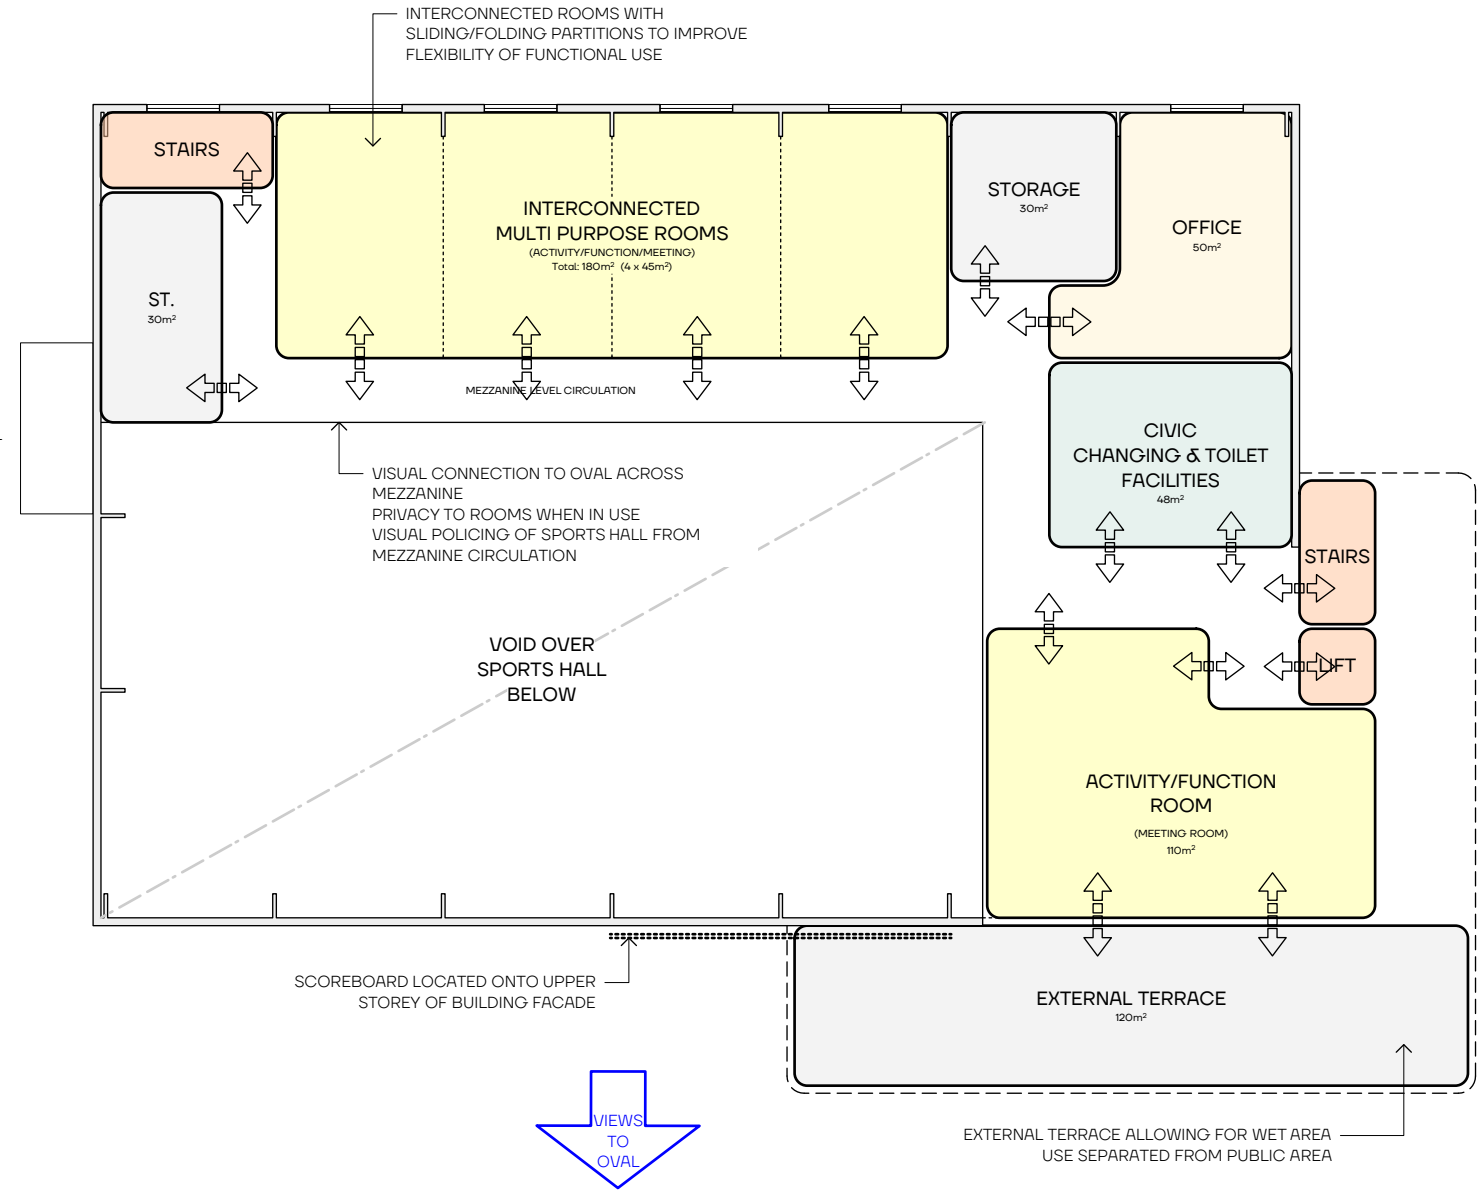 INTERCONNECTED ROOMS WITH
SLIDING/FOLDING PARTITIONS TO IMPROVE
FLEXIBILITY OF FUNCTIONAL USE
STAIRS
INTERCONNECTED
MULTI PURPOSE ROOMS
(ACTIVITY/FUNCTION/MEETING)
Total: 180m² (4 x 45m²)
STORAGE
30m²
OFFICE
50m²
ST.
30m²
MEZZANINE LEVEL CIRCULATION
VISUAL CONNECTION TO OVAL ACROSS
MEZZANINE
PRIVACY TO ROOMS WHEN IN USE
VISUAL POLICING OF SPORTS HALL FROM
MEZZANINE CIRCULATION
CIVIC
CHANGING & TOILET
FACILITIES
48m²
STAIRS
LIFT
VOID OVER
SPORTS HALL
BELOW
ACTIVITY/FUNCTION
ROOM
(MEETING ROOM)
110m²
SCOREBOARD LOCATED ONTO UPPER
STOREY OF BUILDING FACADE
EXTERNAL TERRACE
120m²
VIEWS
TO
OVAL
EXTERNAL TERRACE ALLOWING FOR WET AREA
USE SEPARATED FROM PUBLIC AREA